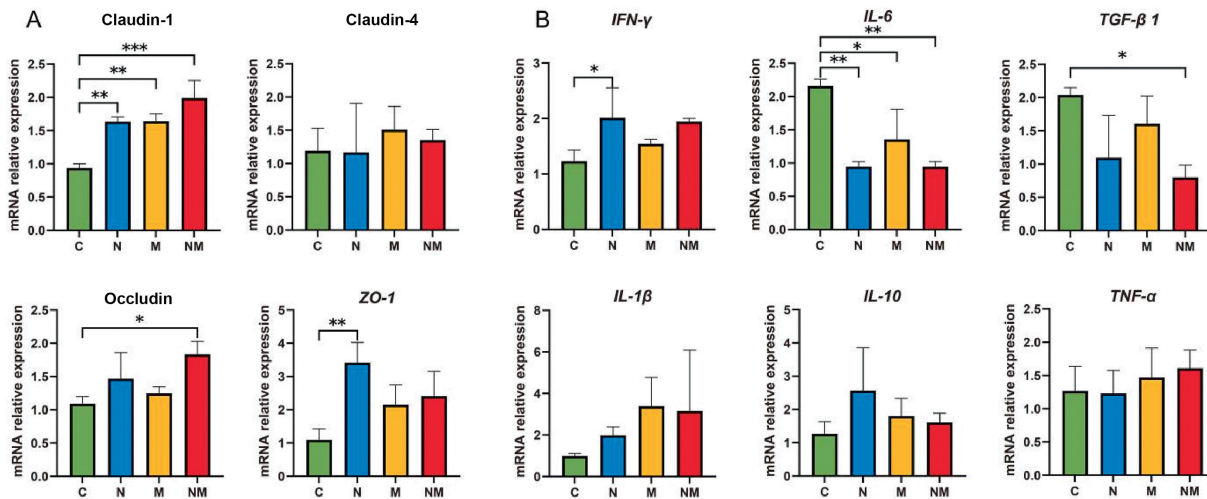 A
Claudin-1
mRNA relative expression
2.5
2.0
1.5
1.0
0.5
0.0
***
**
**
C N M NM
Claudin-4
mRNA relative expression
2.5
2.0
1.5
1.0
0.5
0.0
C N M NM
B
IFN-γ
mRNA relative expression
3
2
1
0
*
C N M NM
IL-6
mRNA relative expression
2.5
2.0
1.5
1.0
0.5
0.0
**
*
**
C N M NM
TGF-β 1
mRNA relative expression
2.5
2.0
1.5
1.0
0.5
0.0
*
C N M NM
Occludin
mRNA relative expression
2.5
2.0
1.5
1.0
0.5
0.0
*
C N M NM
ZO-1
mRNA relative expression
5
4
3
2
1
0
**
C N M NM
IL-1β
mRNA relative expression
8
6
4
2
0
C N M NM
IL-10
mRNA relative expression
5
4
3
2
1
0
C N M NM
TNF-α
mRNA relative expression
2.5
2.0
1.5
1.0
0.5
0.0
C N M NM